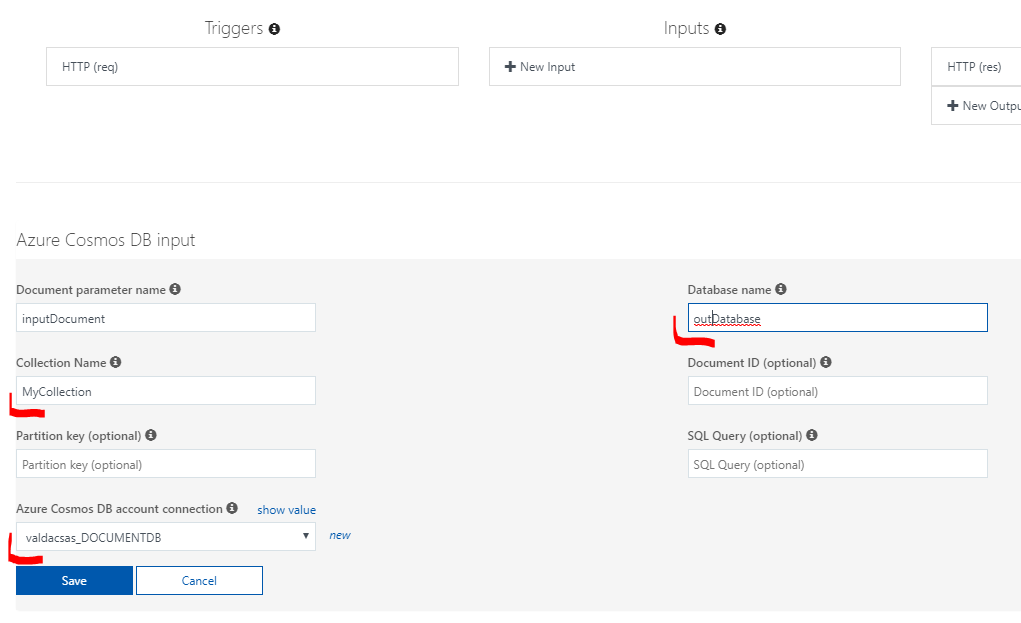 Triggers
Inputs
HTTP (req)
New Input
HTTP (res)
New Outpu
Azure Cosmos DB input
Document parameter name
Database name
inputDocument
outDatabase
Collection Name
Document ID (optional)
MyCollection
Document ID (optional)
Partition key (optional)
SQL Query (optional)
Partition key (optional)
SQL Query (optional)
Azure Cosmos DB account connection show value
valdacsas_DOCUMENTDB
new
Save
Cancel